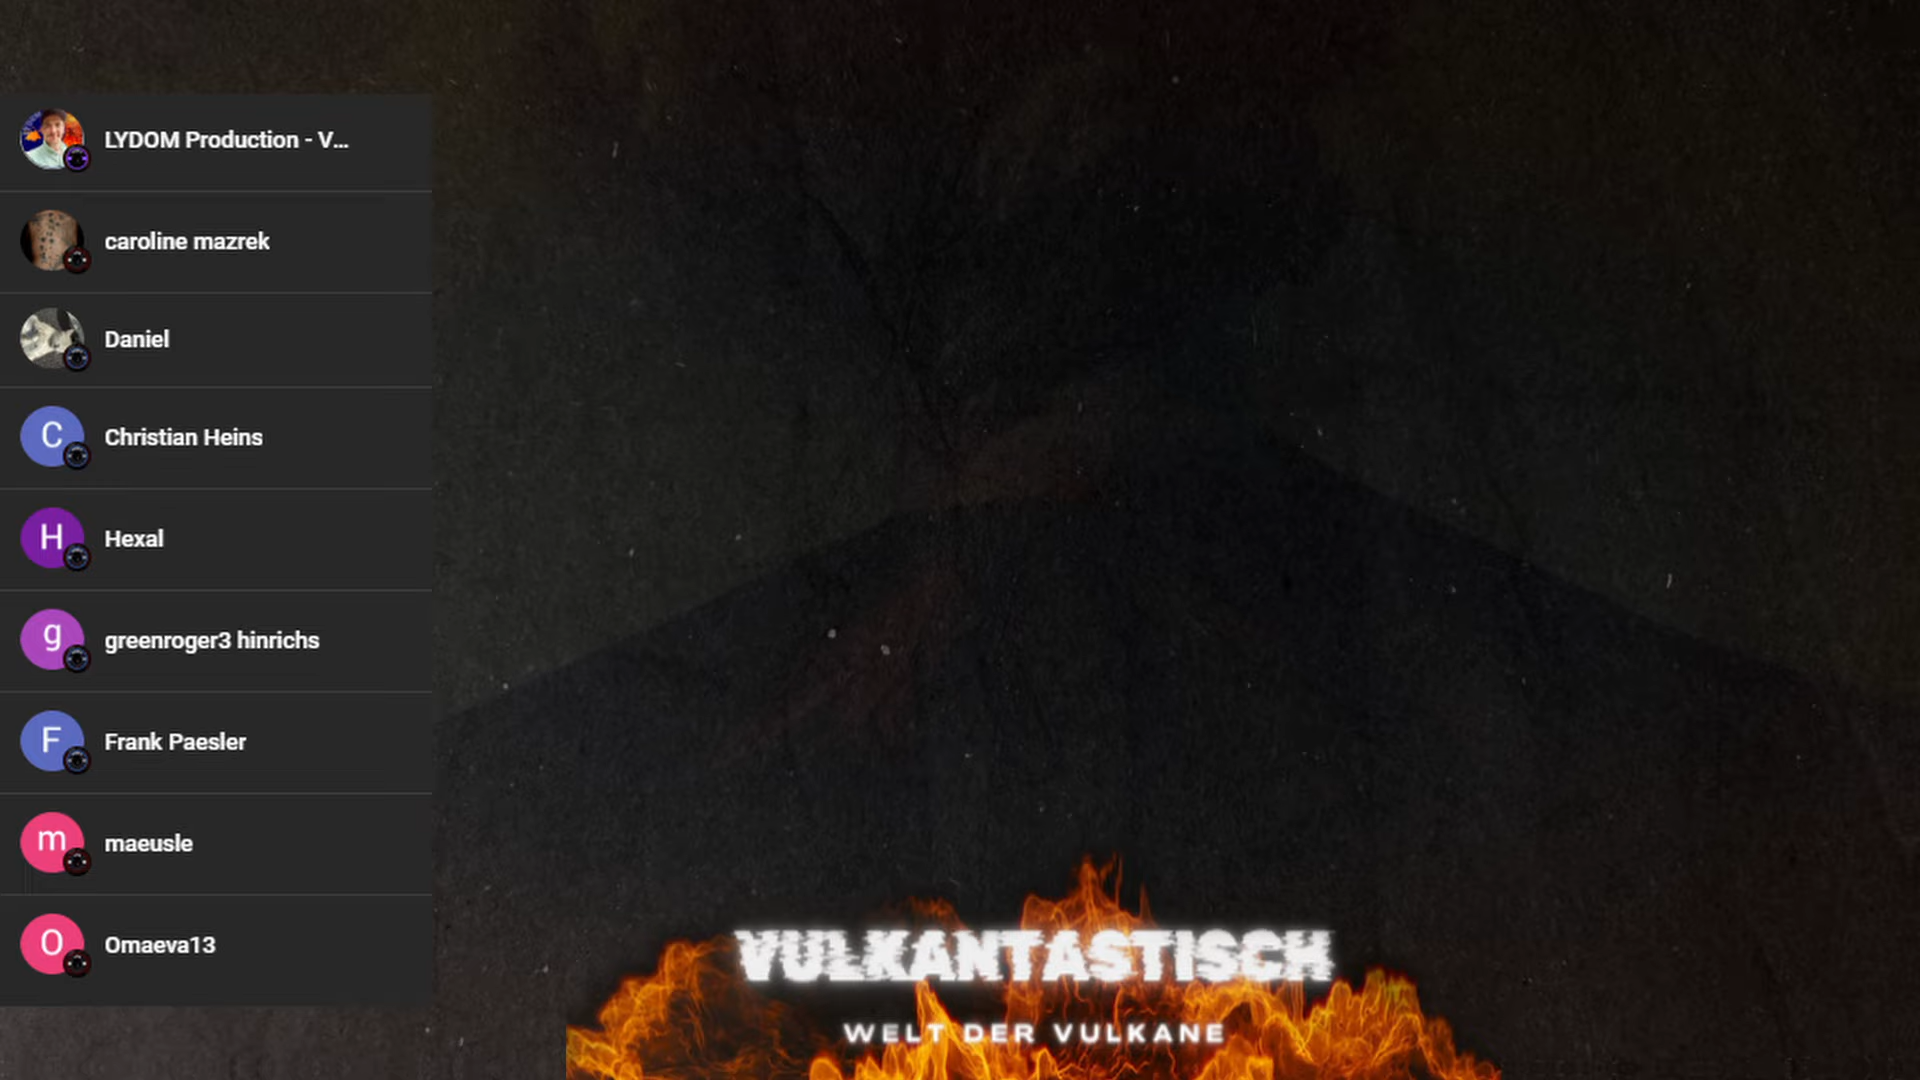 LYDOM Production - V...
caroline mazrek
Daniel
C
Christian Heins
H
Hexal
g
greenroger3 hinrichs
F
Frank Paesler
m
maeusle
O
Omaeva13
VULKANTASTISCH
WELT DER VULKANE